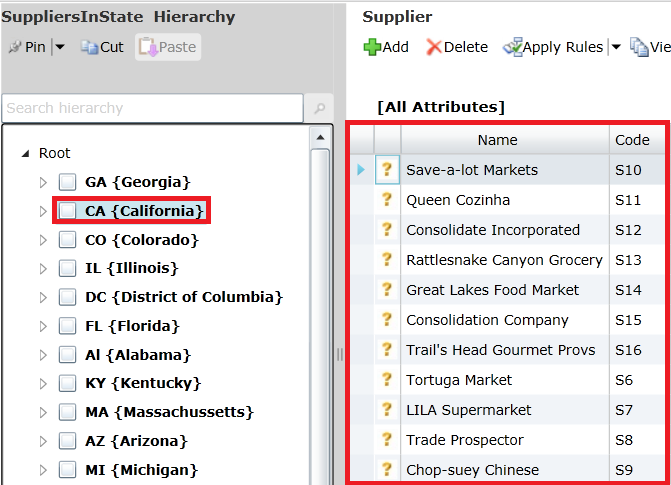 SuppliersInState Hierarchy
Pin Cut Paste
Search hierarchy
Root
GA {Georgia}
CA {California}
CO {Colorado}
IL {Illinois}
DC {District of Columbia}
FL {Florida}
Al {Alabama}
KY {Kentucky}
MA {Massachussetts}
AZ {Arizona}
MI {Michigan}
Supplier
Add Delete Apply Rules Vie
[All Attributes]
Name Code
? Save-a-lot Markets S10
? Queen Cozinha S11
? Consolidate Incorporated S12
? Rattlesnake Canyon Grocery S13
? Great Lakes Food Market S14
? Consolidation Company S15
? Trail's Head Gourmet Provs S16
? Tortuga Market S6
? LILA Supermarket S7
? Trade Prospector S8
? Chop-suey Chinese S9